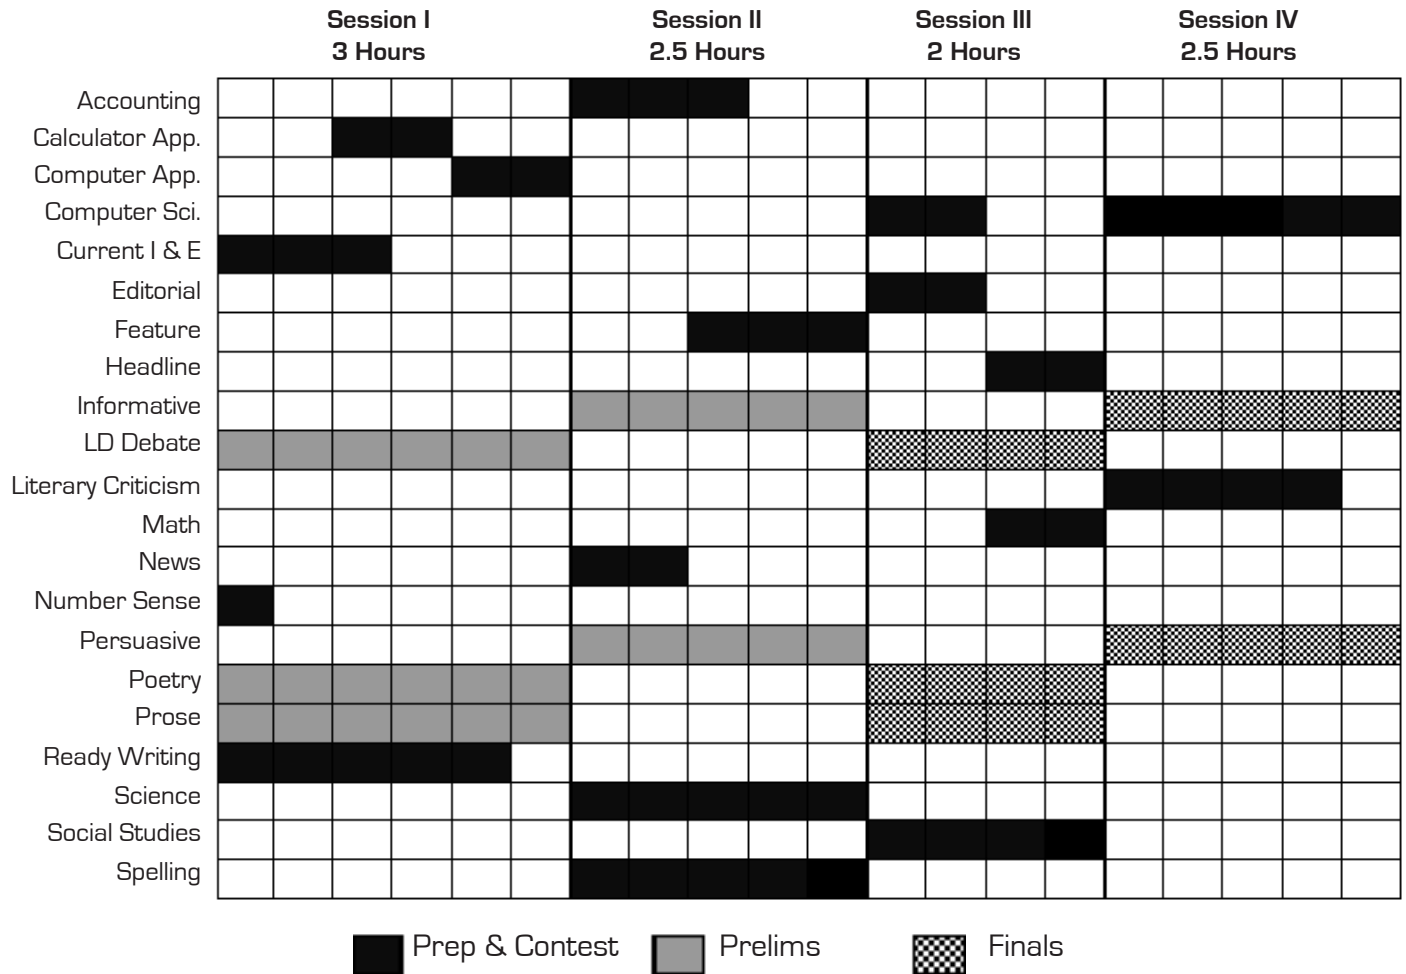 Session I Session II Session III Session IV
3 Hours 2.5 Hours 2 Hours 2.5 Hours
Accounting
Calculator App.
Computer App.
Computer Sci.
Current I & E
Editorial
Feature
Headline
Informative
LD Debate
Literary Criticism
Math
News
Number Sense
Persuasive
Poetry
Prose
Ready Writing
Science
Social Studies
Spelling
Prep & Contest Prelims Finals